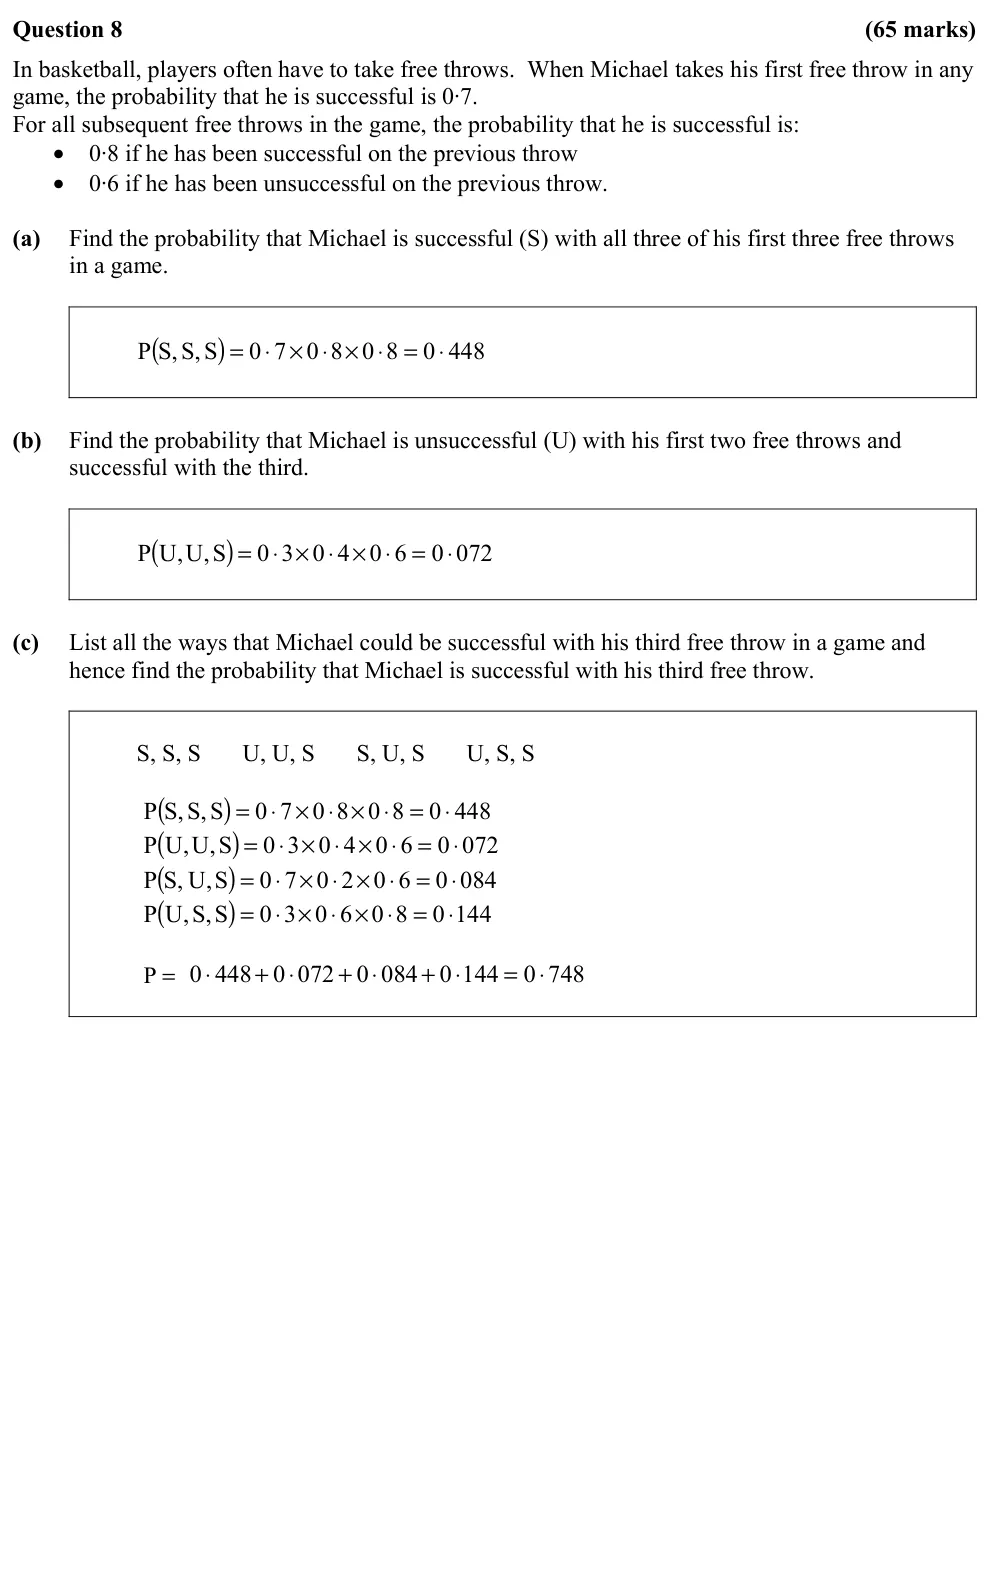 Question 8 (65 marks)
In basketball, players often have to take free throws. When Michael takes his first free throw in any
game, the probability that he is successful is 0·7.
For all subsequent free throws in the game, the probability that he is successful is:
• 0·8 if he has been successful on the previous throw
• 0·6 if he has been unsuccessful on the previous throw.
(a) Find the probability that Michael is successful (S) with all three of his first three free throws
in a game.
P(S, S, S) = 0·7×0·8×0·8 = 0·448
(b) Find the probability that Michael is unsuccessful (U) with his first two free throws and
successful with the third.
P(U, U, S) = 0·3×0·4×0·6 = 0·072
(c) List all the ways that Michael could be successful with his third free throw in a game and
hence find the probability that Michael is successful with his third free throw.
S, S, S U, U, S S, U, S U, S, S
P(S, S, S) = 0·7×0·8×0·8 = 0·448
P(U, U, S) = 0·3×0·4×0·6 = 0·072
P(S, U, S) = 0·7×0·2×0·6 = 0·084
P(U, S, S) = 0·3×0·6×0·8 = 0·144
P = 0·448+0·072+0·084+0·144 = 0·748